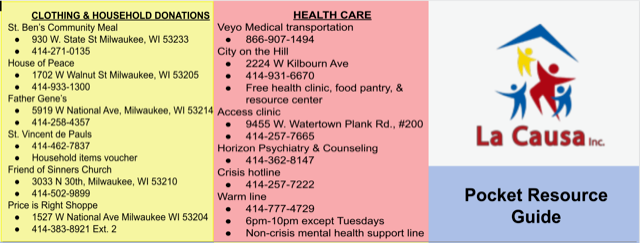 CLOTHING & HOUSEHOLD DONATIONS
St. Ben's Community Meal
● 930 W. State St Milwaukee, WI 53233
● 414-271-0135
House of Peace
● 1702 W Walnut St Milwaukee, WI 53205
● 414-933-1300
Father Gene's
● 5919 W National Ave, Milwaukee, WI 53214
● 414-258-4357
St. Vincent de Pauls
● 414-462-7837
● Household items voucher
Friend of Sinners Church
● 3033 N 30th, Milwaukee, WI 53210
● 414-502-9899
Price is Right Shoppe
● 1527 W National Ave Milwaukee WI 53204
● 414-383-8921 Ext. 2
HEALTH CARE
Veyo Medical transportation
● 866-907-1494
City on the Hill
● 2224 W Kilbourn Ave
● 414-931-6670
● Free health clinic, food pantry, &
resource center
Access clinic
● 9455 W. Watertown Plank Rd., #200
● 414-257-7665
Horizon Psychiatry & Counseling
● 414-362-8147
Crisis hotline
● 414-257-7222
Warm line
● 414-777-4729
● 6pm-10pm except Tuesdays
● Non-crisis mental health support line
La Causa Inc.
Pocket Resource
Guide